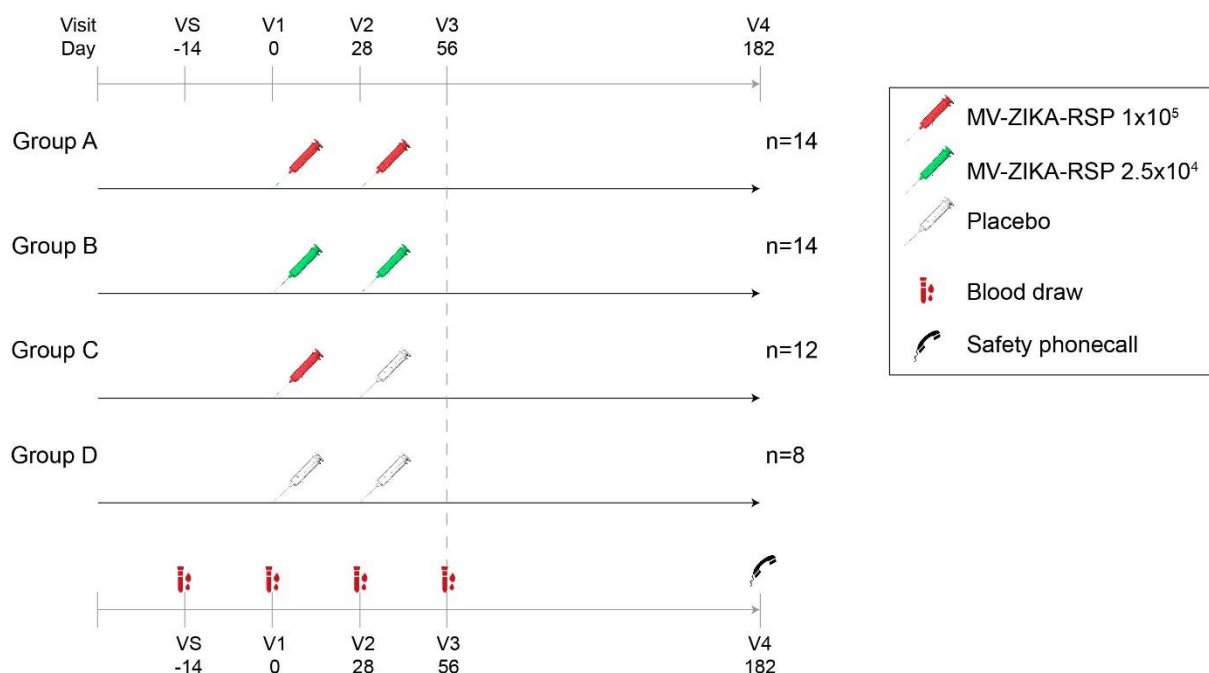 Visit VS V1 V2 V3 V4
Day -14 0 28 56 182
Group A n=14
Group B n=14
Group C n=12
Group D n=8
VS V1 V2 V3 V4
-14 0 28 56 182
MV-ZIKA-RSP 1x10⁵
MV-ZIKA-RSP 2.5x10⁴
Placebo
Blood draw
Safety phonecall